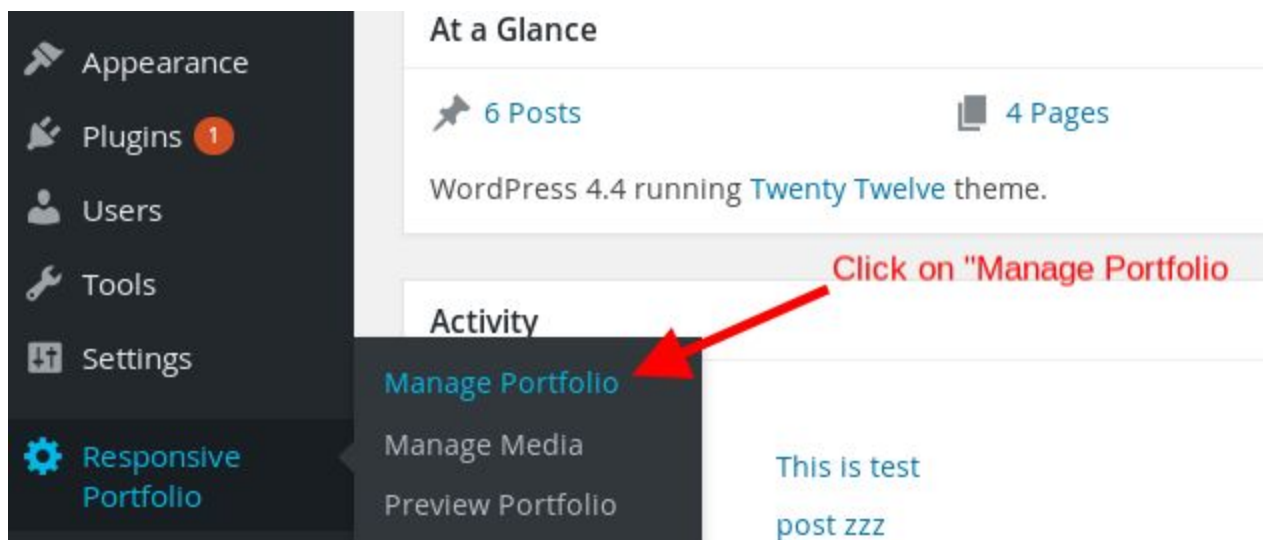 Appearance
Plugins 1
Users
Tools
Settings
Responsive
Portfolio
Manage Portfolio
Manage Media
Preview Portfolio
At a Glance
6 Posts
4 Pages
WordPress 4.4 running Twenty Twelve theme.
Click on "Manage Portfolio
Activity
This is test
post zzz